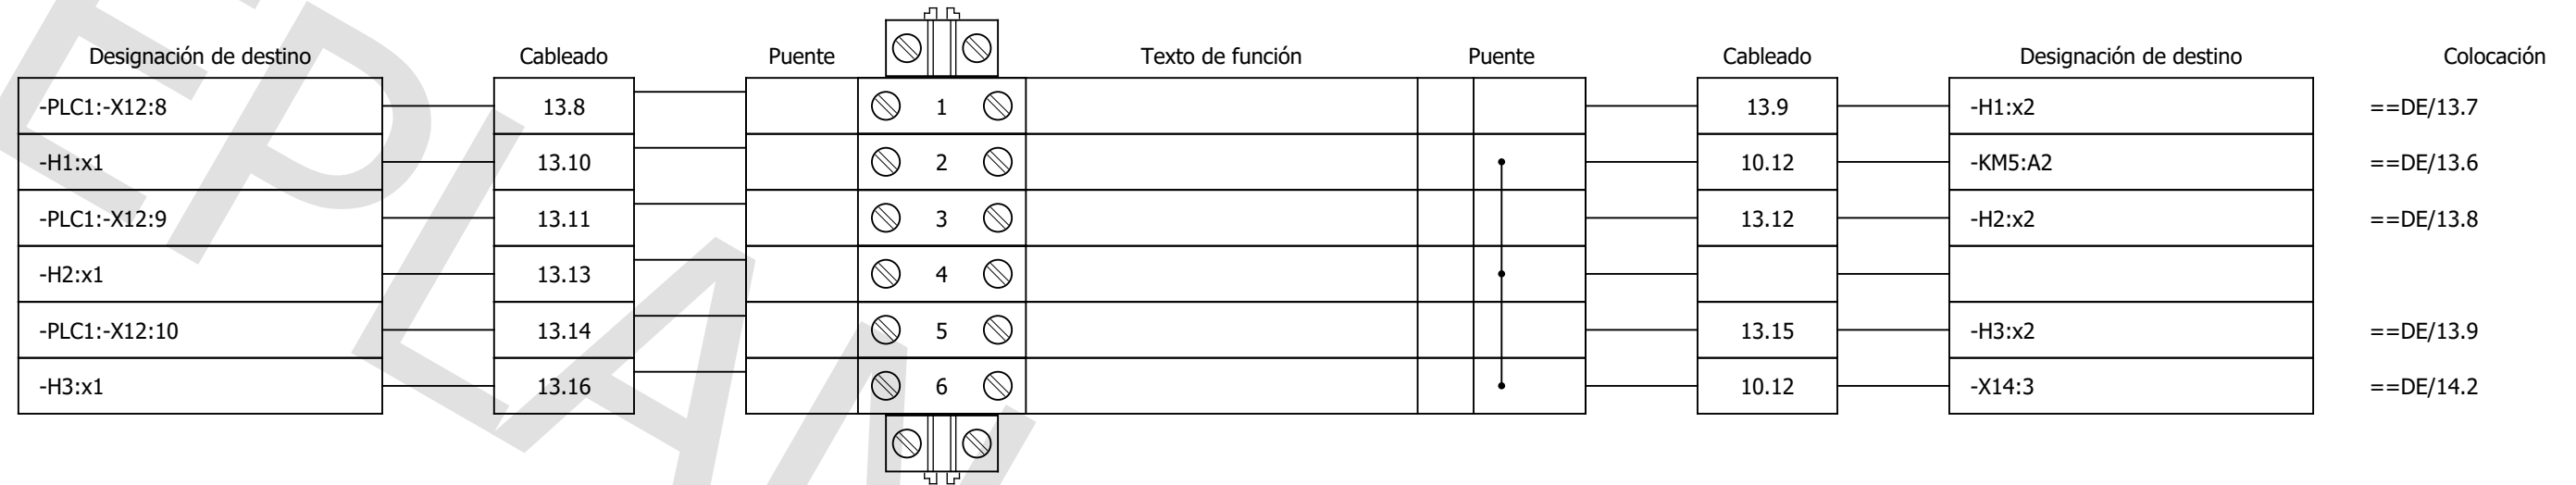 Designación de destino Cableado Puente Texto de función Puente Cableado Designación de destino Colocación
-PLC1:-X12:8 13.8 1 13.9 -H1:x2 ==DE/13.7
-H1:x1 13.10 2 10.12 -KM5:A2 ==DE/13.6
-PLC1:-X12:9 13.11 3 13.12 -H2:x2 ==DE/13.8
-H2:x1 13.13 4
-PLC1:-X12:10 13.14 5 13.15 -H3:x2 ==DE/13.9
-H3:x1 13.16 6 10.12 -X14:3 ==DE/14.2
EPLAN